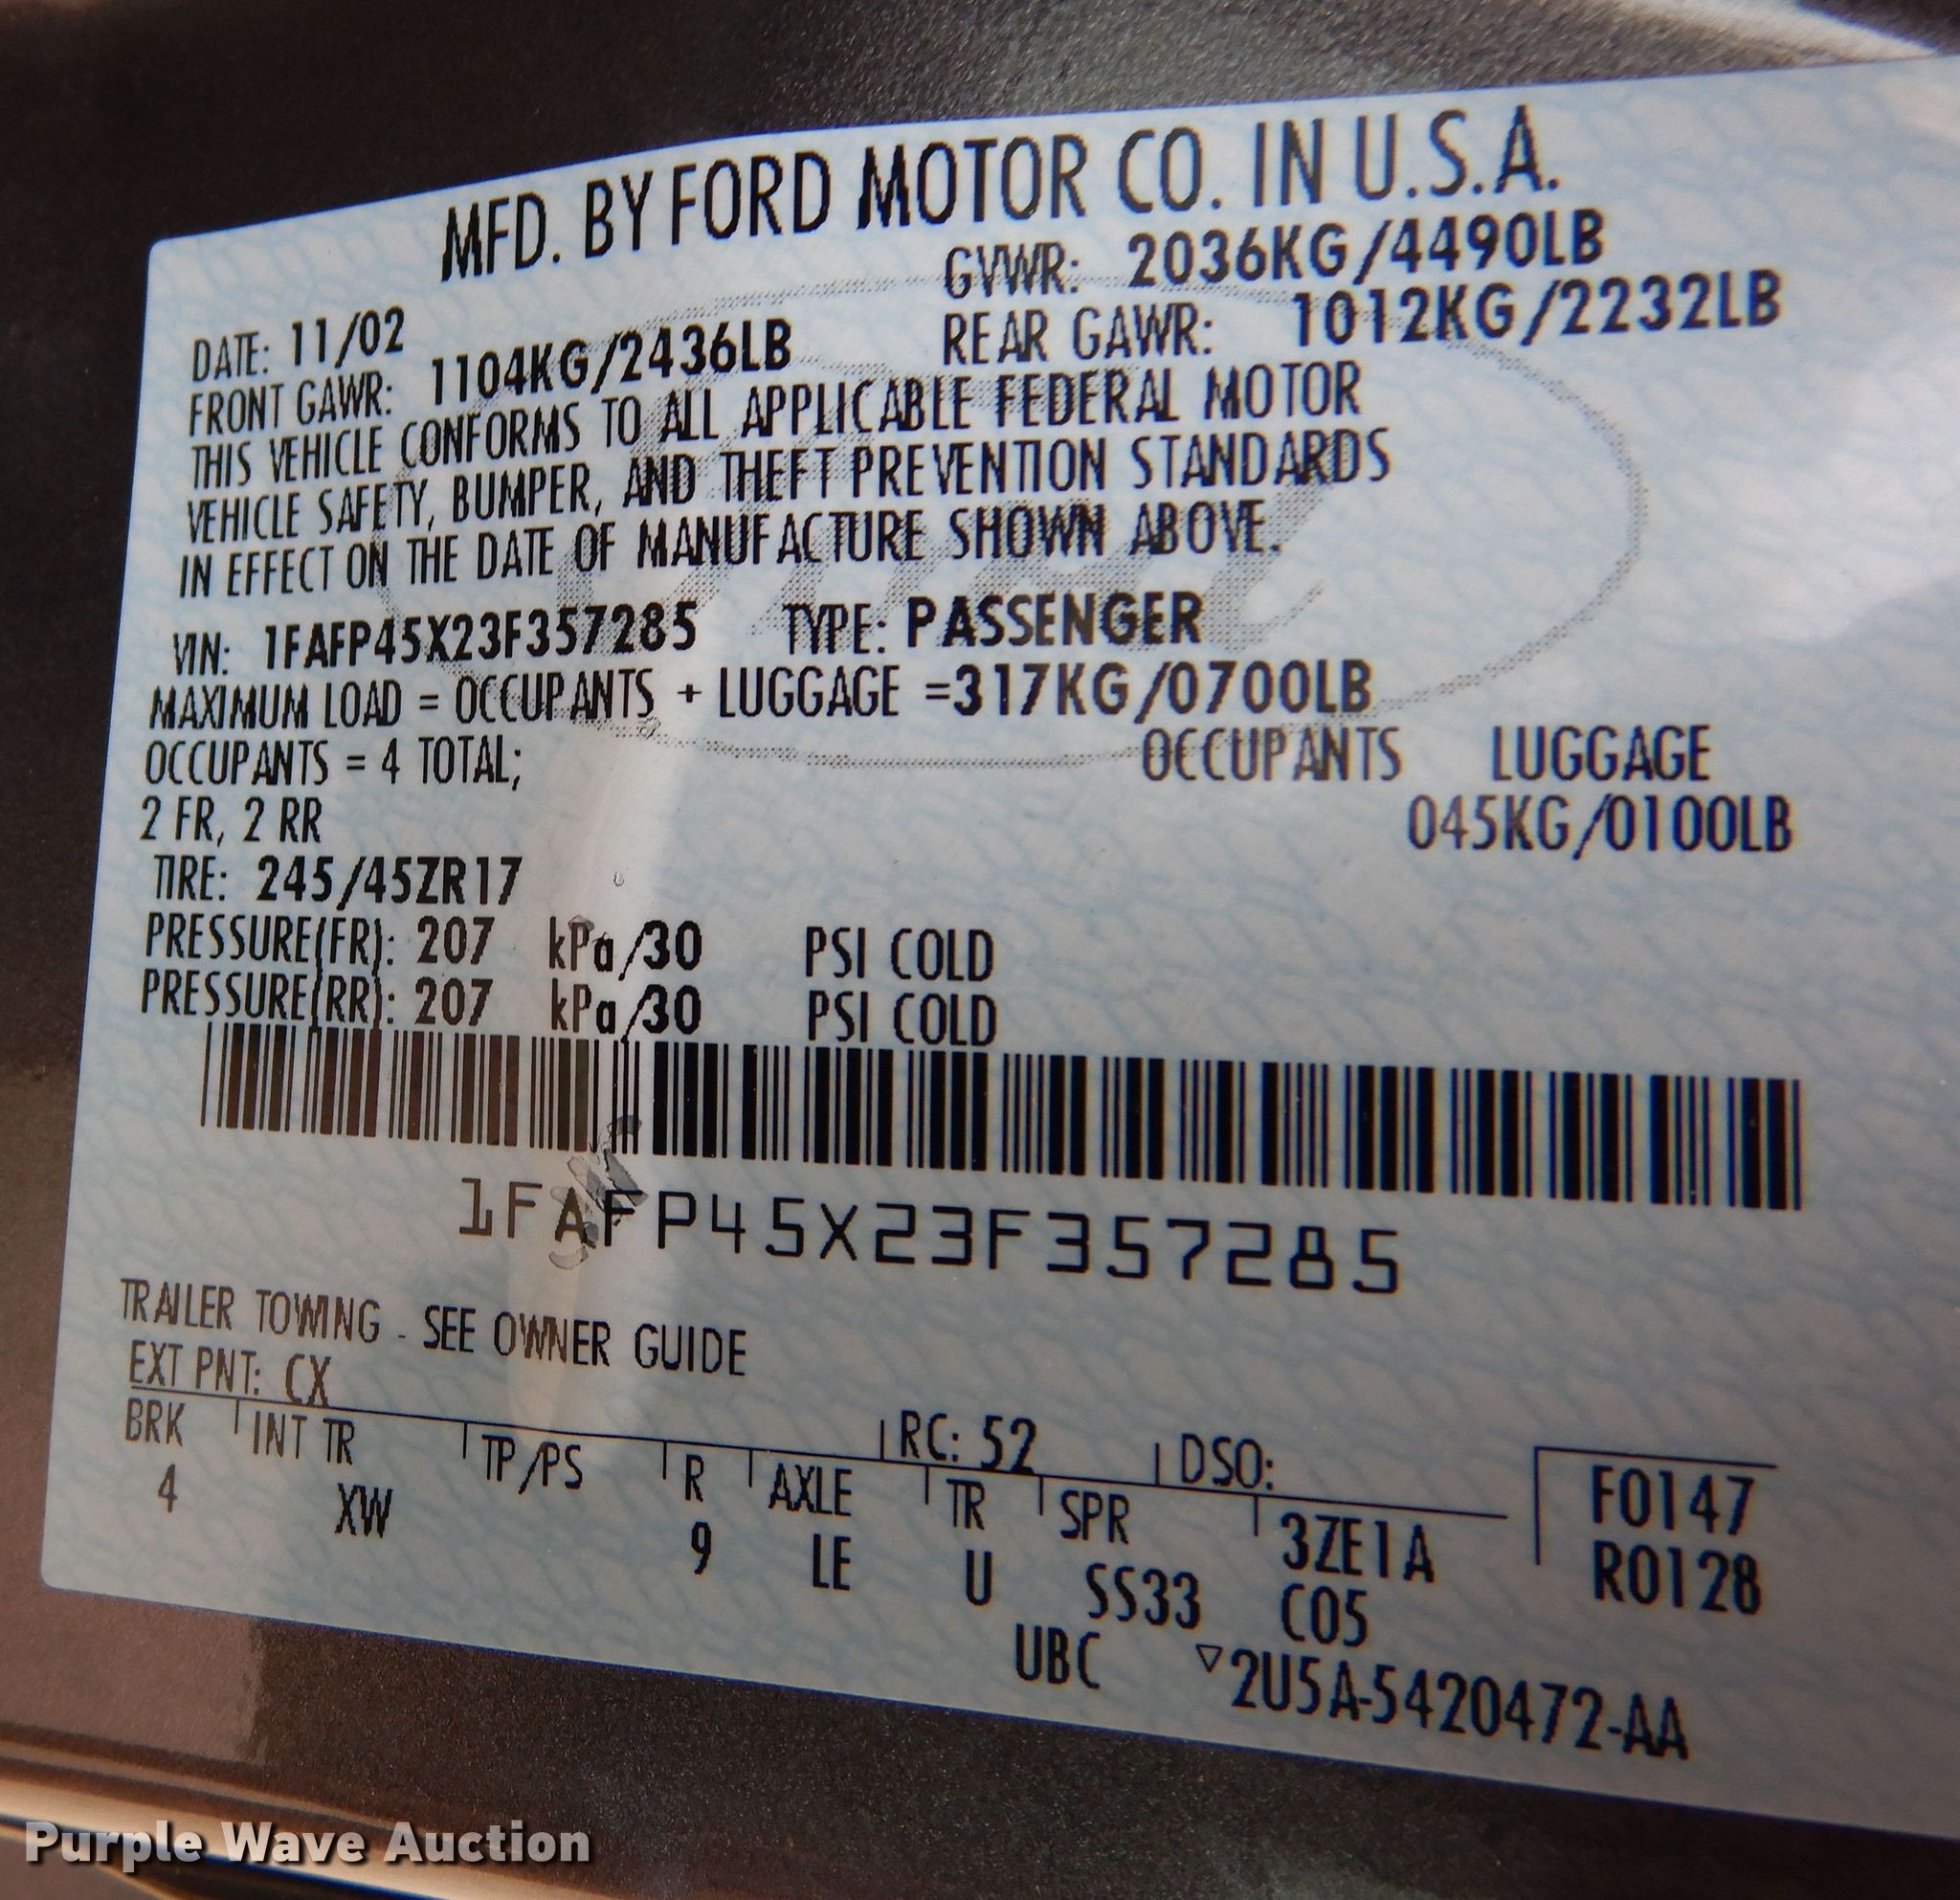 MFD. BY FORD MOTOR CO. IN U.S.A.
DATE: 11/02 GVWR: 2036KG/4490LB
FRONT GAWR: 1104KG/2436LB REAR GAWR: 1012KG/2232LB
THIS VEHICLE CONFORMS TO ALL APPLICABLE FEDERAL MOTOR
VEHICLE SAFETY, BUMPER, AND THEFT PREVENTION STANDARDS
IN EFFECT ON THE DATE OF MANUFACTURE SHOWN ABOVE.
VIN: 1FAFP45X23F357285 TYPE: PASSENGER
MAXIMUM LOAD = OCCUPANTS + LUGGAGE =317KG/0700LB
OCCUPANTS = 4 TOTAL; OCCUPANTS LUGGAGE
2 FR, 2 RR 045KG/0100LB
TIRE: 245/45ZR17
PRESSURE(FR): 207 kPa/30 PSI COLD
PRESSURE(RR): 207 kPa/30 PSI COLD
1FAFP45X23F357285
TRAILER TOWING - SEE OWNER GUIDE
EXT PNT: CX RC: 52 DSO:
BRK INT TR TP/PS R AXLE TR SPR 3ZE1A F0147
4 XW 9 LE U SS33 C05 R0128
UBC ▽2U5A-5420472-AA
Purple Wave Auction